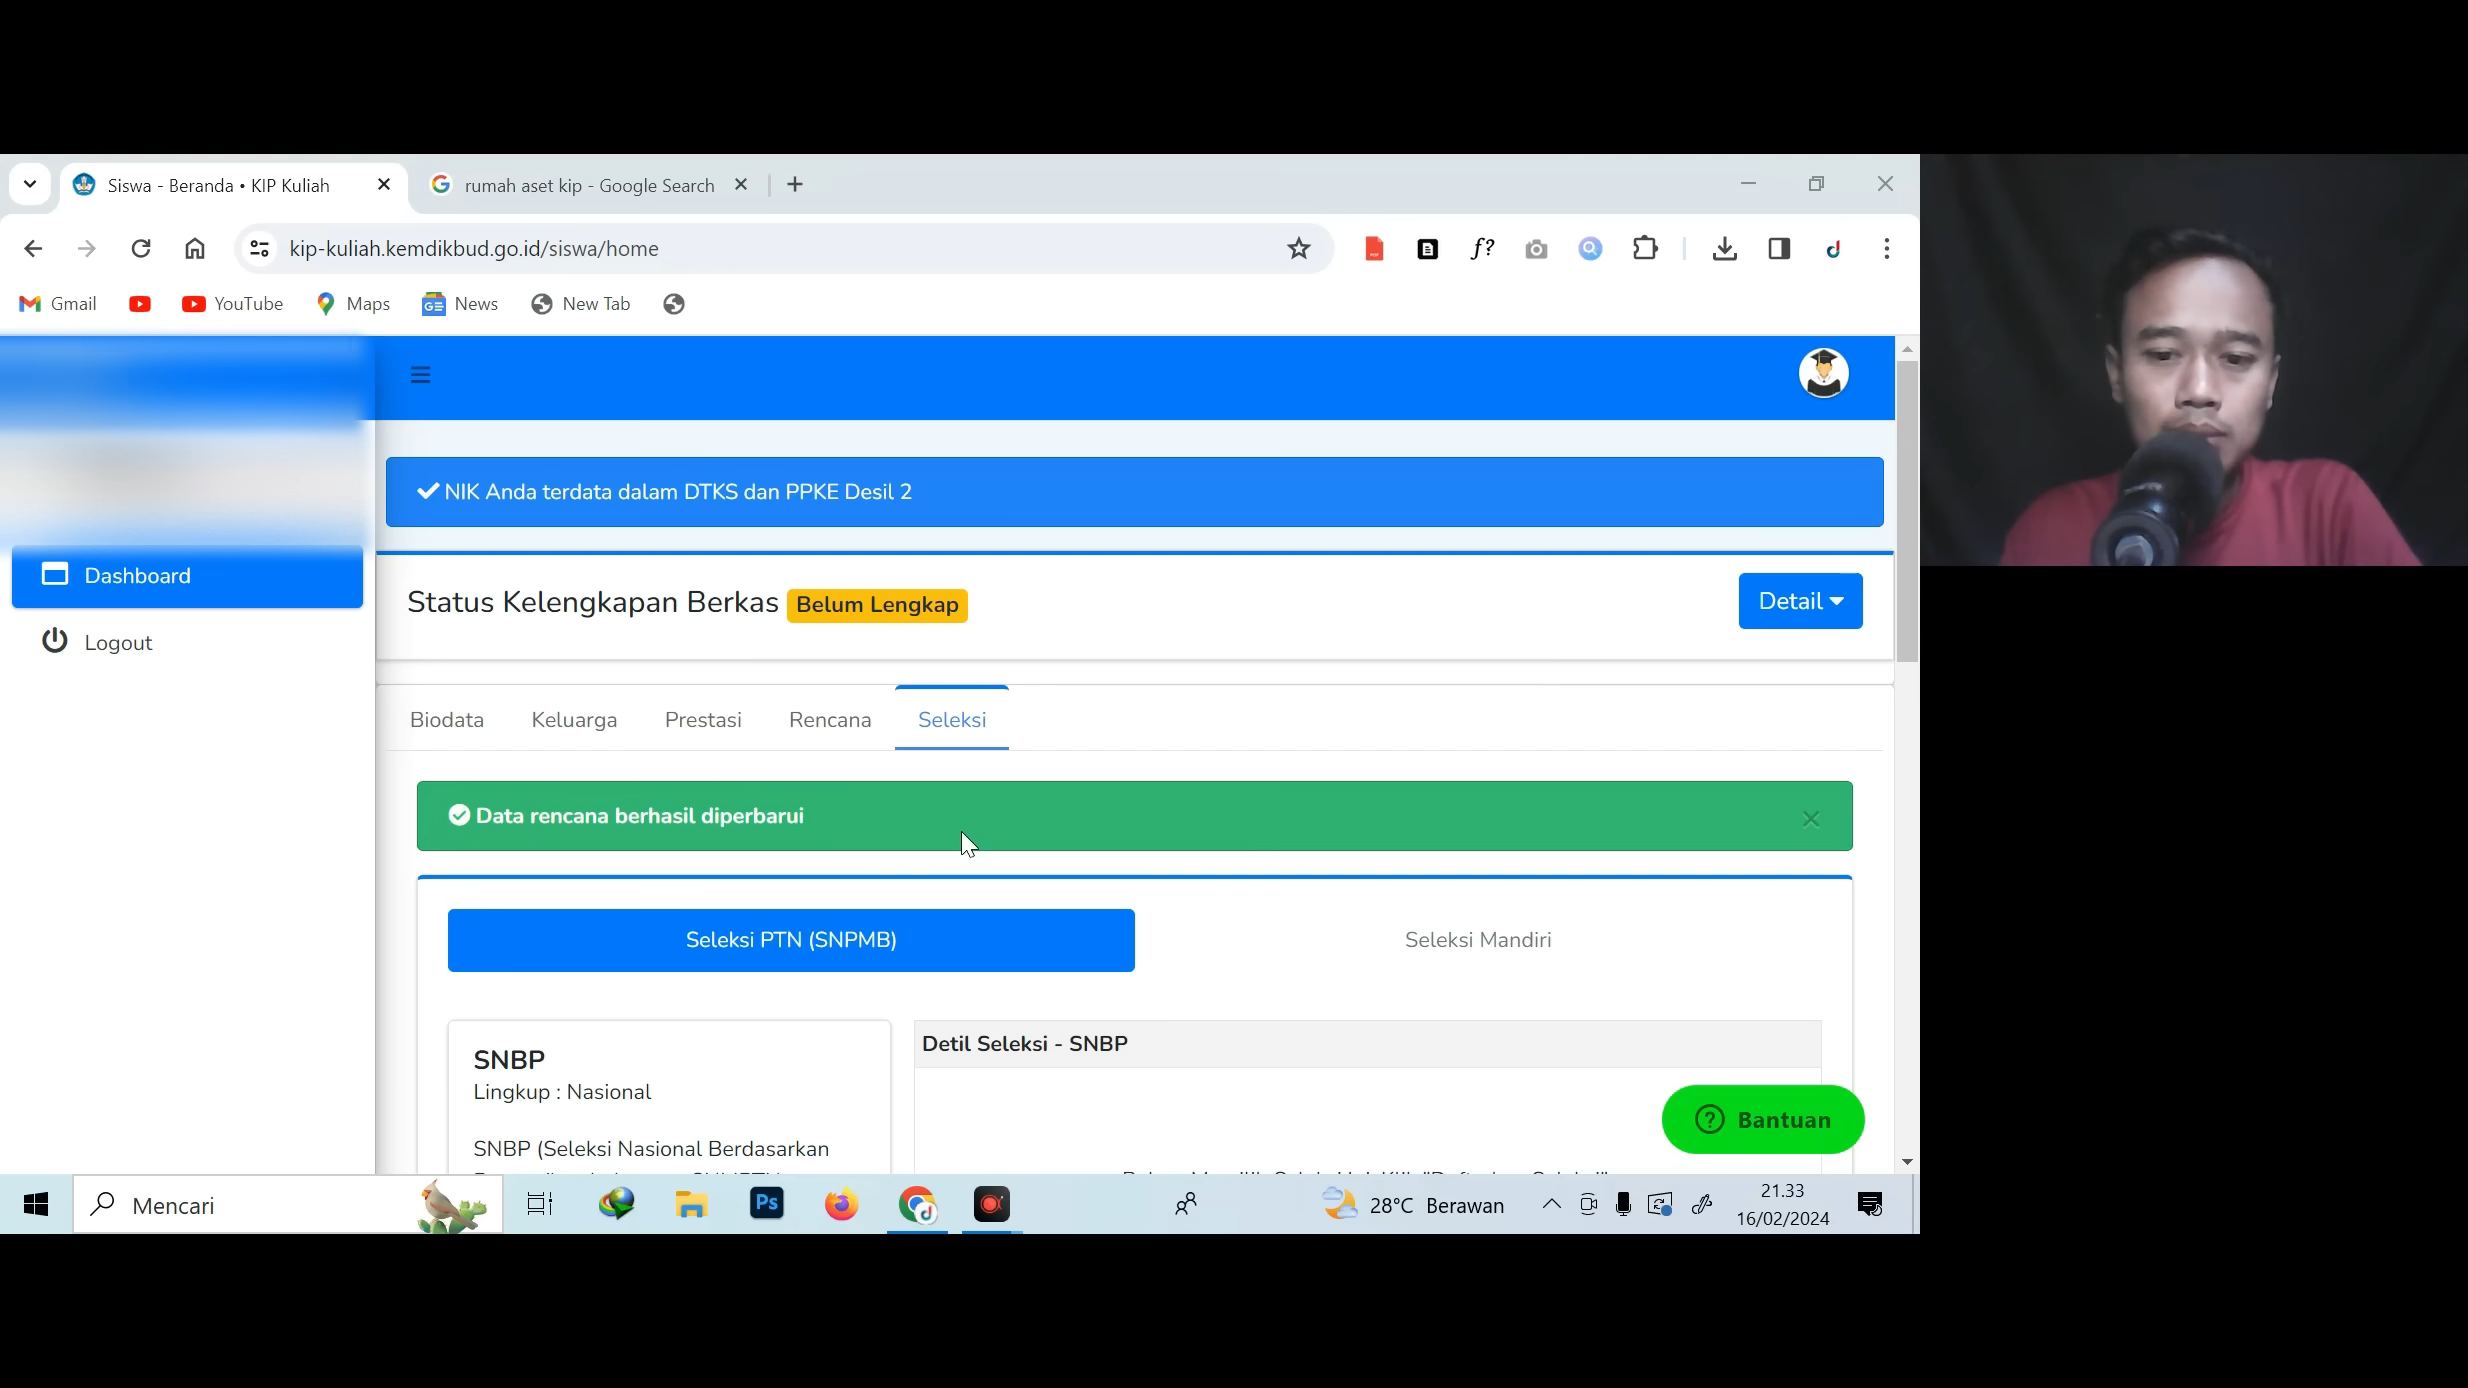 Siswa - Beranda • KIP Kuliah
rumah aset kip - Google Search
kip-kuliah.kemdikbud.go.id/siswa/home
f?
Gmail
YouTube
Maps
News
New Tab
NIK Anda terdata dalam DTKS dan PPKE Desil 2
Dashboard
Logout
Status Kelengkapan Berkas Belum Lengkap
Detail
Biodata Keluarga Prestasi Rencana Seleksi
Data rencana berhasil diperbarui
Seleksi PTN (SNPMB)
Seleksi Mandiri
SNBP
Lingkup : Nasional
SNBP (Seleksi Nasional Berdasarkan
Detil Seleksi - SNBP
Bantuan
Mencari
Ps
28°C Berawan
21.33
16/02/2024